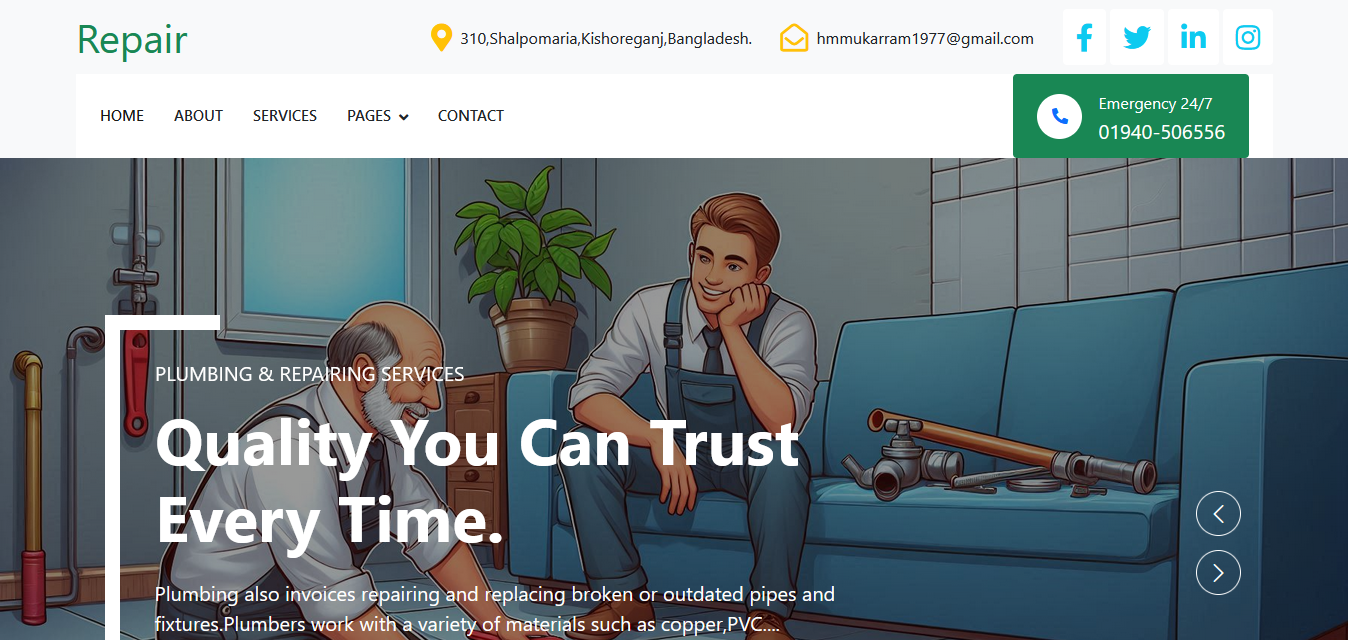 Repair
310,Shalpomaria,Kishoreganj,Bangladesh.
hmmukarram1977@gmail.com
HOME ABOUT SERVICES PAGES CONTACT
Emergency 24/7
01940-506556
PLUMBING & REPAIRING SERVICES
Quality You Can Trust
Every Time.
Plumbing also invoices repairing and replacing broken or outdated pipes and
fixtures.Plumbers work with a variety of materials such as copper,PVC....